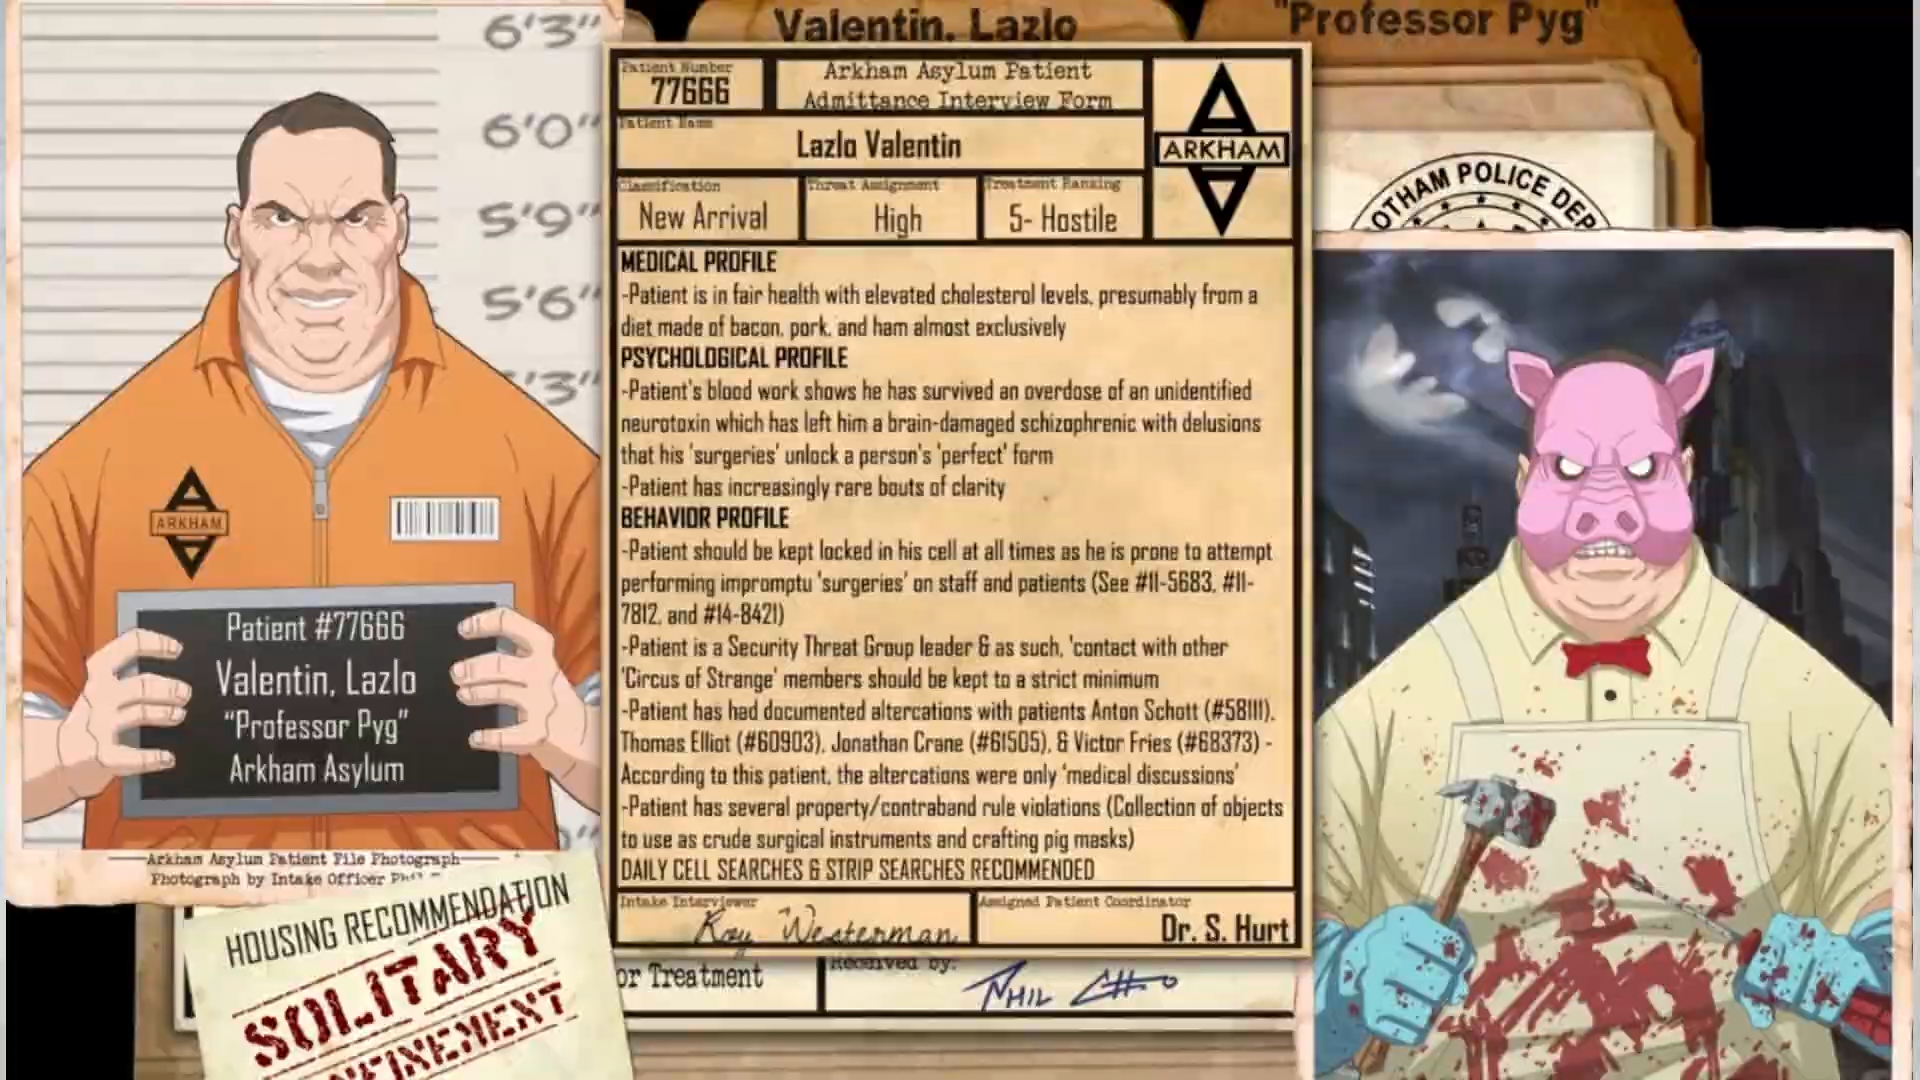 Valentin, Lazlo
"Professor Pyg"
6'3"
6'0"
5'9"
5'6"
'3"
ARKHAM
Patient #77666
Valentin, Lazlo
“Professor Pyg”
Arkham Asylum
Arkham Asylum Patient File Photograph
Photograph by Intake Officer
HOUSING RECOMMENDATION
SOLITARY
Patient Number
77666
Arkham Asylum Patient
Admittance Interview Form
ARKHAM
Patient Name
Lazlo Valentin
Classification
New Arrival
Threat Assignment
High
Treatment Ranking
5- Hostile
MEDICAL PROFILE
-Patient is in fair health with elevated cholesterol levels, presumably from a
diet made of bacon, pork, and ham almost exclusively
PSYCHOLOGICAL PROFILE
-Patient's blood work shows he has survived an overdose of an unidentified
neurotoxin which has left him a brain-damaged schizophrenic with delusions
that his 'surgeries' unlock a person's 'perfect' form
-Patient has increasingly rare bouts of clarity
BEHAVIOR PROFILE
-Patient should be kept locked in his cell at all times as he is prone to attempt
performing impromptu 'surgeries' on staff and patients (See #11-5683, #11-
7812, and #14-8421)
-Patient is a Security Threat Group leader & as such, 'contact with other
'Circus of Strange' members should be kept to a strict minimum
-Patient has had documented altercations with patients Anton Schott (#58111),
Thomas Elliot (#60903), Jonathan Crane (#61505), & Victor Fries (#68373) -
According to this patient, the altercations were only 'medical discussions'
-Patient has several property/contraband rule violations (Collection of objects
to use as crude surgical instruments and crafting pig masks)
DAILY CELL SEARCHES & STRIP SEARCHES RECOMMENDED
Intake Interviewer
Roy Westerman
Assigned Patient Coordinator
Dr. S. Hurt
or Treatment
Received by:
OTHAM POLICE DEP